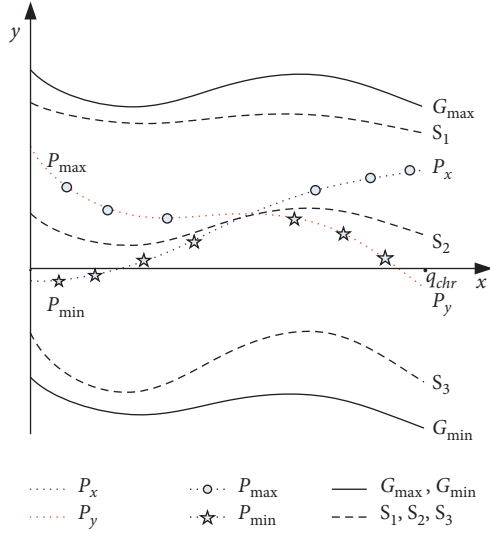 y
G_max
S_1
P_max
P_x
S_2
q_chr
x
P_y
P_min
S_3
G_min
P_x P_max G_max, G_min
P_y P_min S_1, S_2, S_3